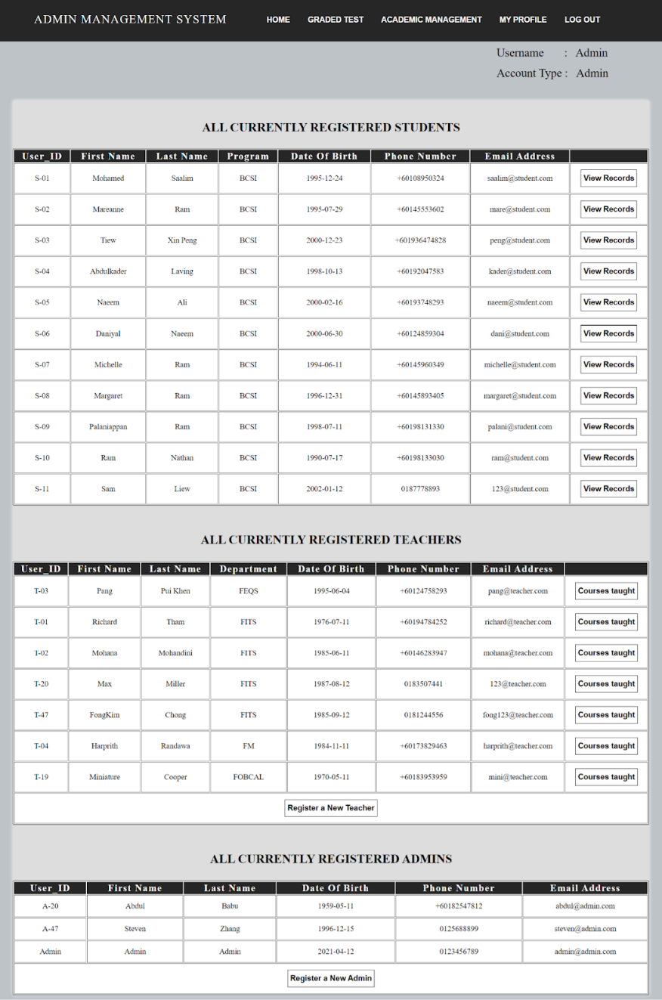 ADMIN MANAGEMENT SYSTEM HOME GRADED TEST ACADEMIC MANAGEMENT MY PROFILE LOG OUT
Username : Admin
Account Type : Admin
ALL CURRENTLY REGISTERED STUDENTS
User_ID First Name Last Name Program Date Of Birth Phone Number Email Address
S-01 Mohamed Saalim BCSI 1995-12-24 +60108950324 saalim@student.com View Records
S-02 Mareanne Ram BCSI 1995-07-29 +60145553602 mare@student.com View Records
S-03 Tiew Xin Peng BCSI 2000-12-23 +601936474828 peng@student.com View Records
S-04 Abdulkader Laving BCSI 1998-10-13 +60192047583 kader@student.com View Records
S-05 Naeem Ali BCSI 2000-02-16 +60193748293 naeem@student.com View Records
S-06 Daniyal Naeem BCSI 2000-06-30 +60124859304 dani@student.com View Records
S-07 Michelle Ram BCSI 1994-06-11 +60145960349 michelle@student.com View Records
S-08 Margaret Ram BCSI 1996-12-31 +60145893405 margaret@student.com View Records
S-09 Palaniappan Ram BCSI 1998-07-11 +60198131330 palani@student.com View Records
S-10 Ram Nathan BCSI 1990-07-17 +60198133030 ram@student.com View Records
S-11 Sam Liew BCSI 2002-01-12 0187778893 123@student.com View Records
ALL CURRENTLY REGISTERED TEACHERS
User_ID First Name Last Name Department Date Of Birth Phone Number Email Address
T-03 Pang Pui Khen FEQS 1995-06-04 +60124758293 pang@teacher.com Courses taught
T-01 Richard Tham FITS 1976-07-11 +60194784252 richard@teacher.com Courses taught
T-02 Mohana Mohandini FITS 1985-06-11 +60146283947 mohana@teacher.com Courses taught
T-20 Max Miller FITS 1987-08-12 0183507441 123@teacher.com Courses taught
T-47 FongKim Chong FITS 1985-09-12 0181244556 fong123@teacher.com Courses taught
T-04 Harprith Randawa FM 1984-11-11 +60173829463 harprith@teacher.com Courses taught
T-19 Miniature Cooper FOBCAL 1970-05-11 +60183953959 mini@teacher.com Courses taught
Register a New Teacher
ALL CURRENTLY REGISTERED ADMINS
User_ID First Name Last Name Date Of Birth Phone Number Email Address
A-20 Abdul Babu 1959-05-11 +60182547812 abdul@admin.com
A-47 Steven Zhang 1996-12-15 0125688899 steven@admin.com
Admin Admin Admin 2021-04-12 0123456789 admin@admin.com
Register a New Admin